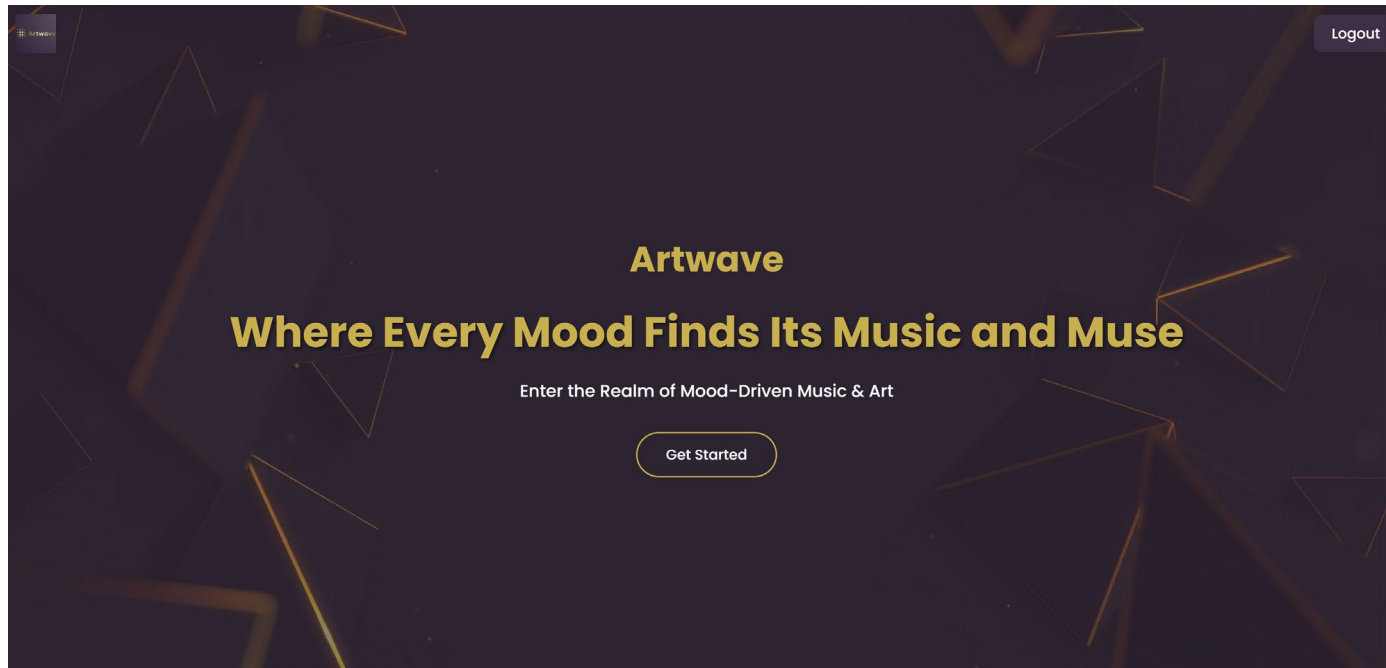 # Artwave
Logout
Artwave
Where Every Mood Finds Its Music and Muse
Enter the Realm of Mood-Driven Music & Art
Get Started